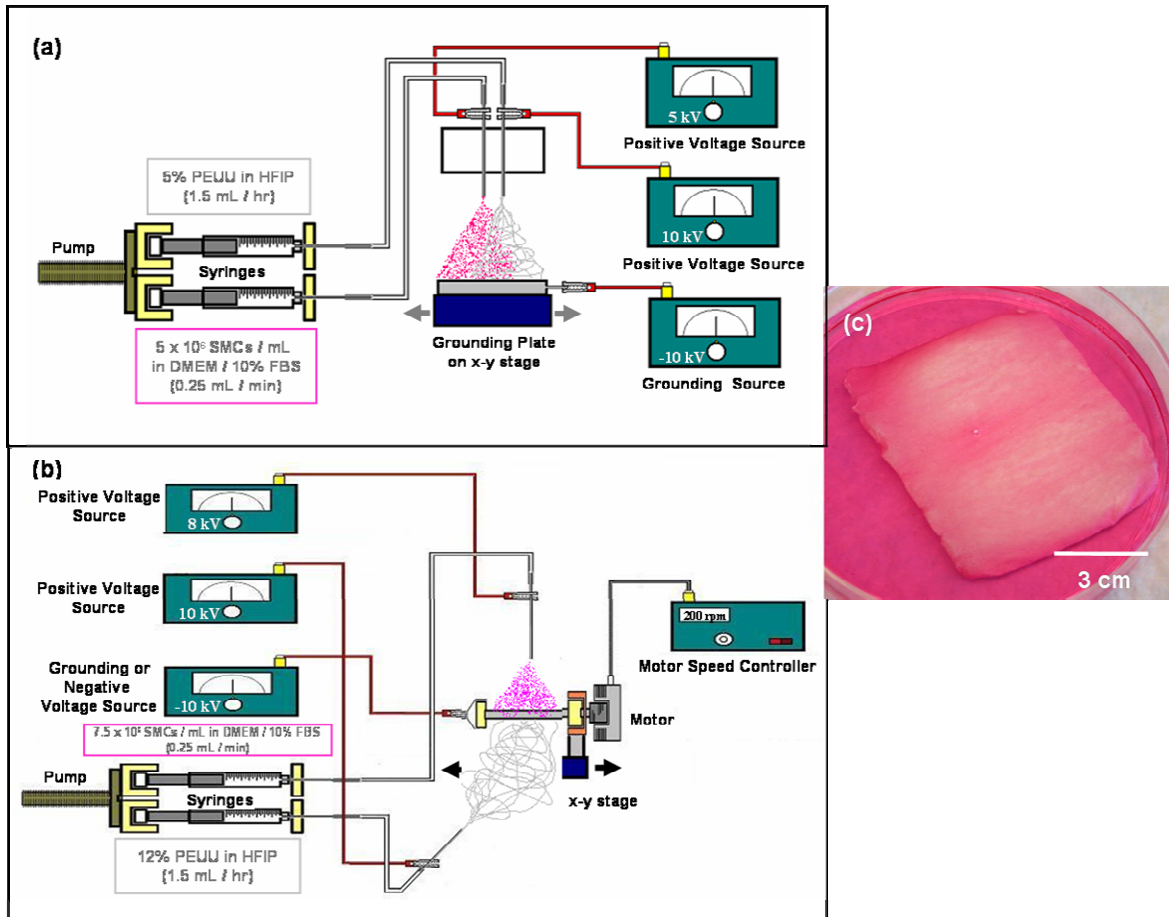 (a)
5 kV
Positive Voltage Source
5% PEUU in HFIP
(1.5 mL / hr)
10 kV
Positive Voltage Source
Pump
Syringes
5 x 10⁶ SMCs / mL
in DMEM / 10% FBS
(0.25 mL / min)
Grounding Plate
on x-y stage
-10 kV
Grounding Source
(c)
3 cm
(b)
Positive Voltage
Source
8 kV
Positive Voltage
Source
10 kV
200 rpm
Motor Speed Controller
Grounding or
Negative
Voltage Source
-10 kV
Motor
7.5 x 10⁶ SMCs / mL in DMEM / 10% FBS
(0.25 mL / min)
Pump
Syringes
x-y stage
12% PEUU in HFIP
(1.5 mL / hr)